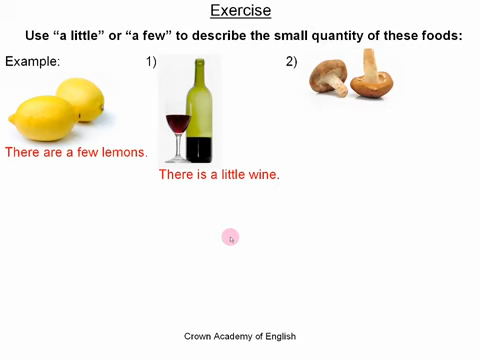 Exercise
Use “a little” or “a few” to describe the small quantity of these foods:
Example:
1)
2)
There are a few lemons.
There is a little wine.
Crown Academy of English